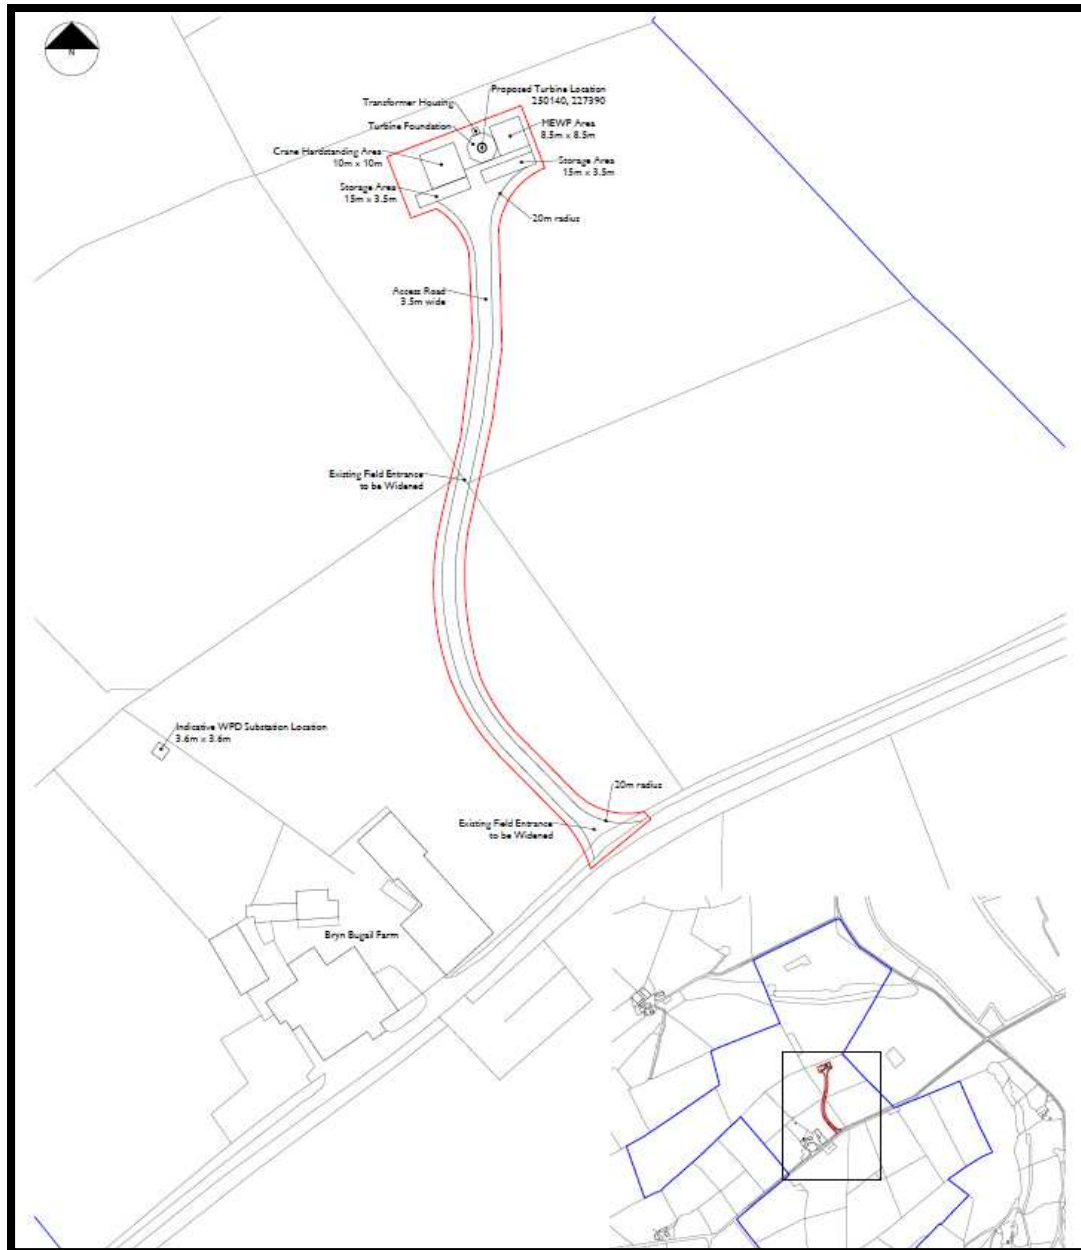 N
Proposed Turbine Location
250140, 227390
Transformer Housing
Turbine Foundation
MEWP Area
8.5m x 8.5m
Crane Hardstanding Area
10m x 10m
Storage Area
15m x 3.5m
Storage Area
15m x 3.5m
20m radius
Access Road
3.5m wide
Existing Field Entrance
to be Widened
Indicative WPD Substation Location
3.6m x 3.6m
20m radius
Existing Field Entrance
to be Widened
Bryn Bugail Farm